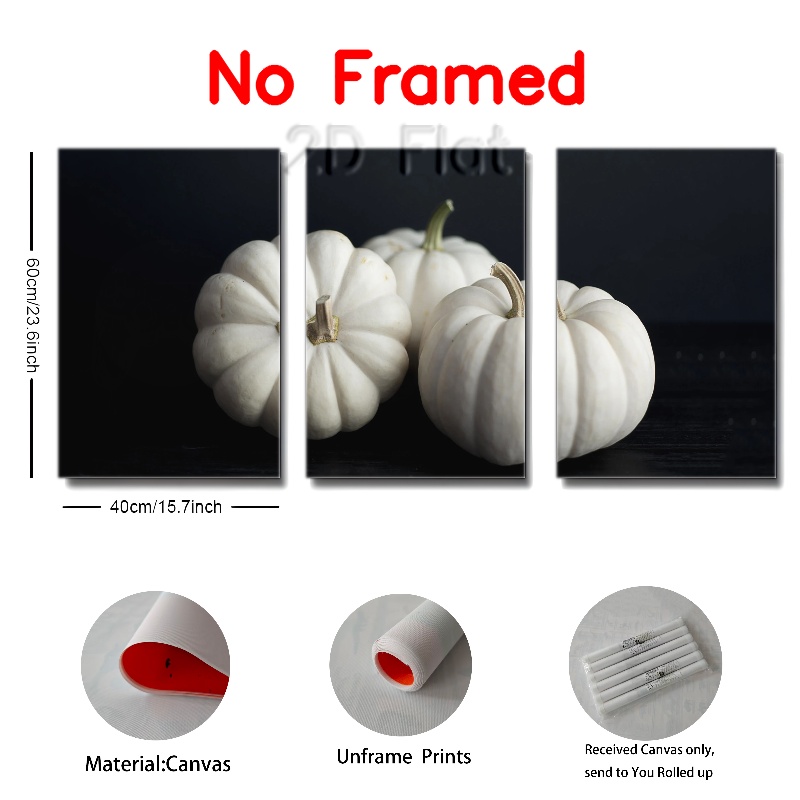 No Framed
2D Flat
60cm/23.6inch
40cm/15.7inch
Material:Canvas
Unframe Prints
Received Canvas only,
send to You Rolled up